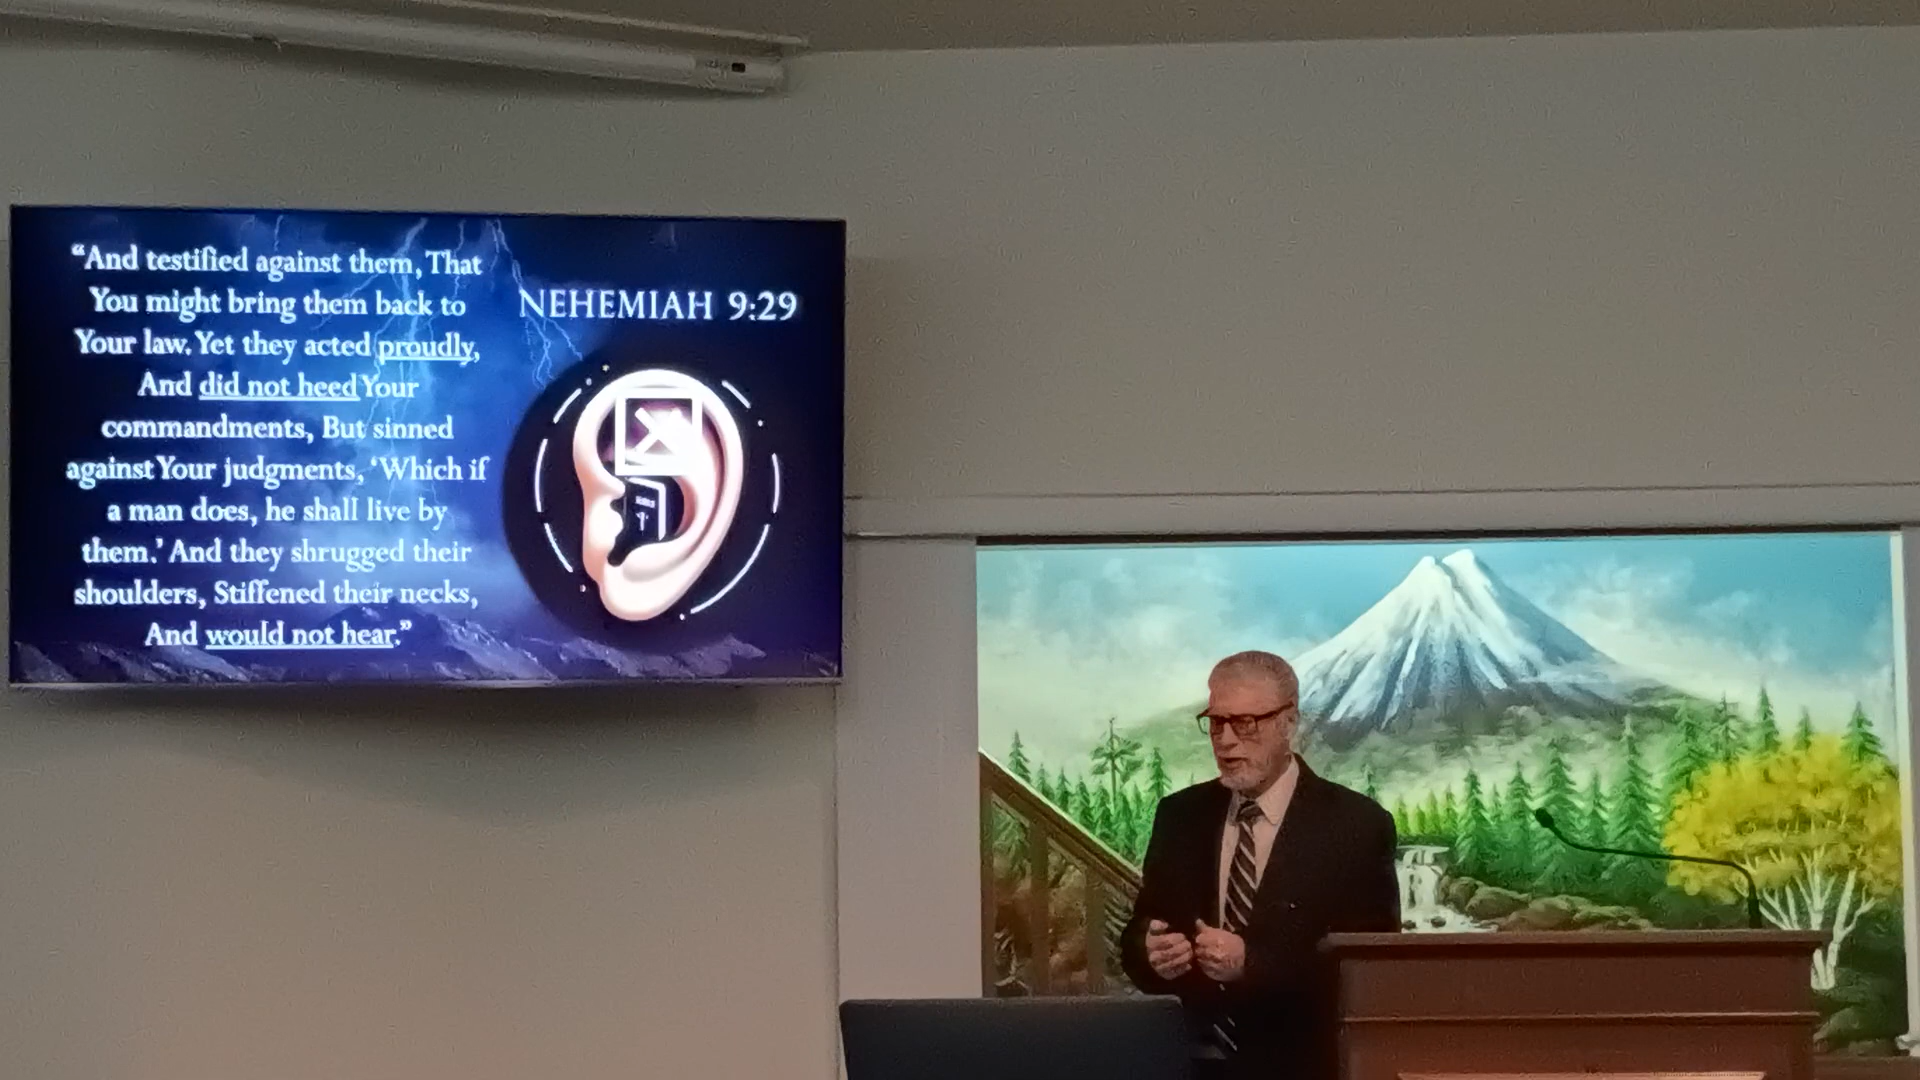 “And testified against them, That
You might bring them back to
Your law. Yet they acted proudly,
And did not heed Your
commandments, But sinned
against Your judgments, ‘Which if
a man does, he shall live by
them.’ And they shrugged their
shoulders, Stiffened their necks,
And would not hear.”
NEHEMIAH 9:29